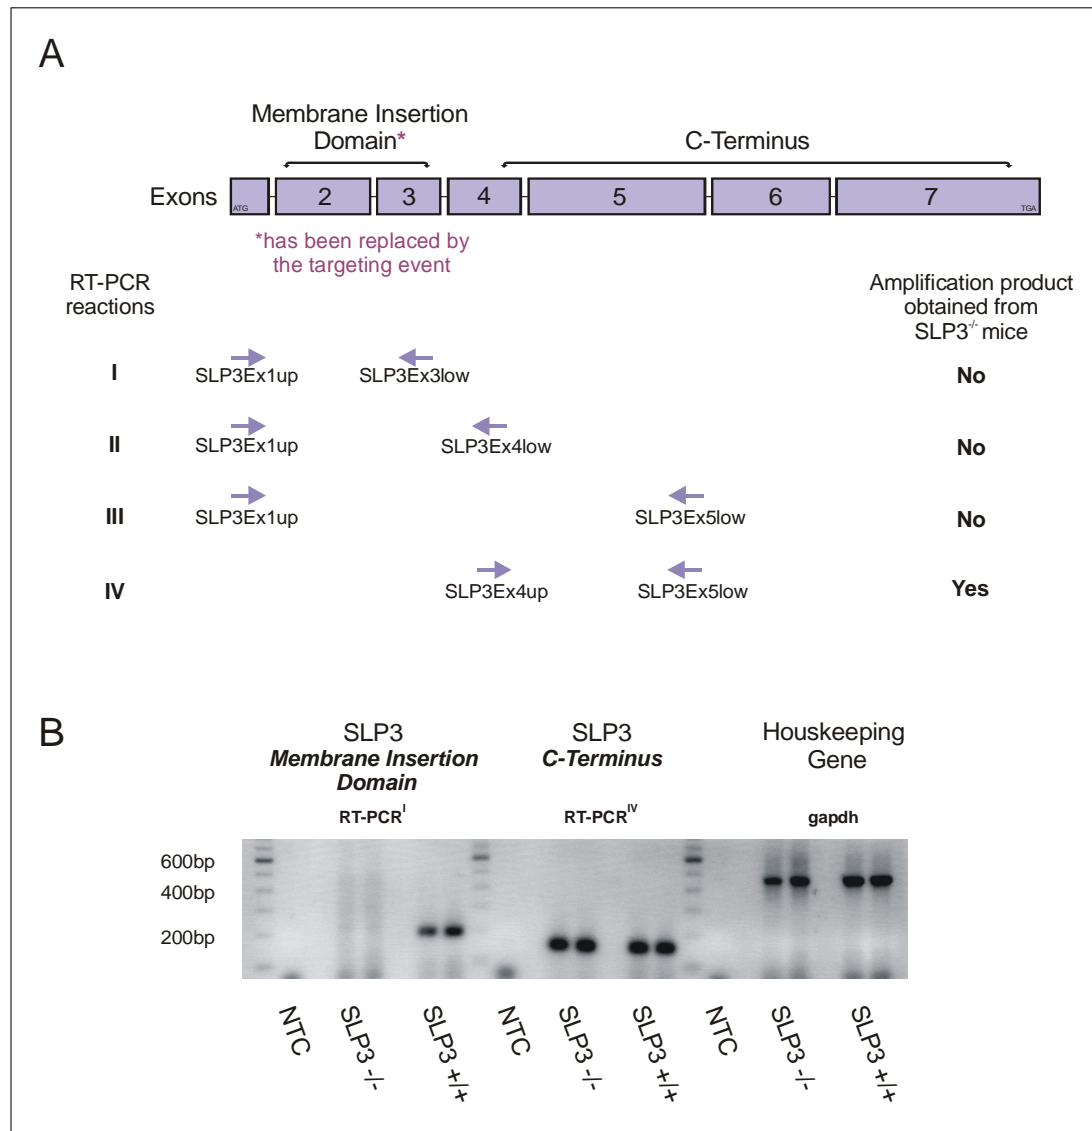 A
Membrane Insertion
Domain*
C-Terminus
Exons
ATG
2
3
4
5
6
7
TGA
*has been replaced by
the targeting event
RT-PCR
reactions
Amplification product
obtained from
SLP3-/- mice
I
SLP3Ex1up
SLP3Ex3low
No
II
SLP3Ex1up
SLP3Ex4low
No
III
SLP3Ex1up
SLP3Ex5low
No
IV
SLP3Ex4up
SLP3Ex5low
Yes
B
SLP3
Membrane Insertion
Domain
RT-PCR^I
SLP3
C-Terminus
RT-PCR^IV
Houskeeping
Gene
gapdh
600bp
400bp
200bp
NTC
SLP3 -/-
SLP3 +/+
NTC
SLP3 -/-
SLP3 +/+
NTC
SLP3 -/-
SLP3 +/+